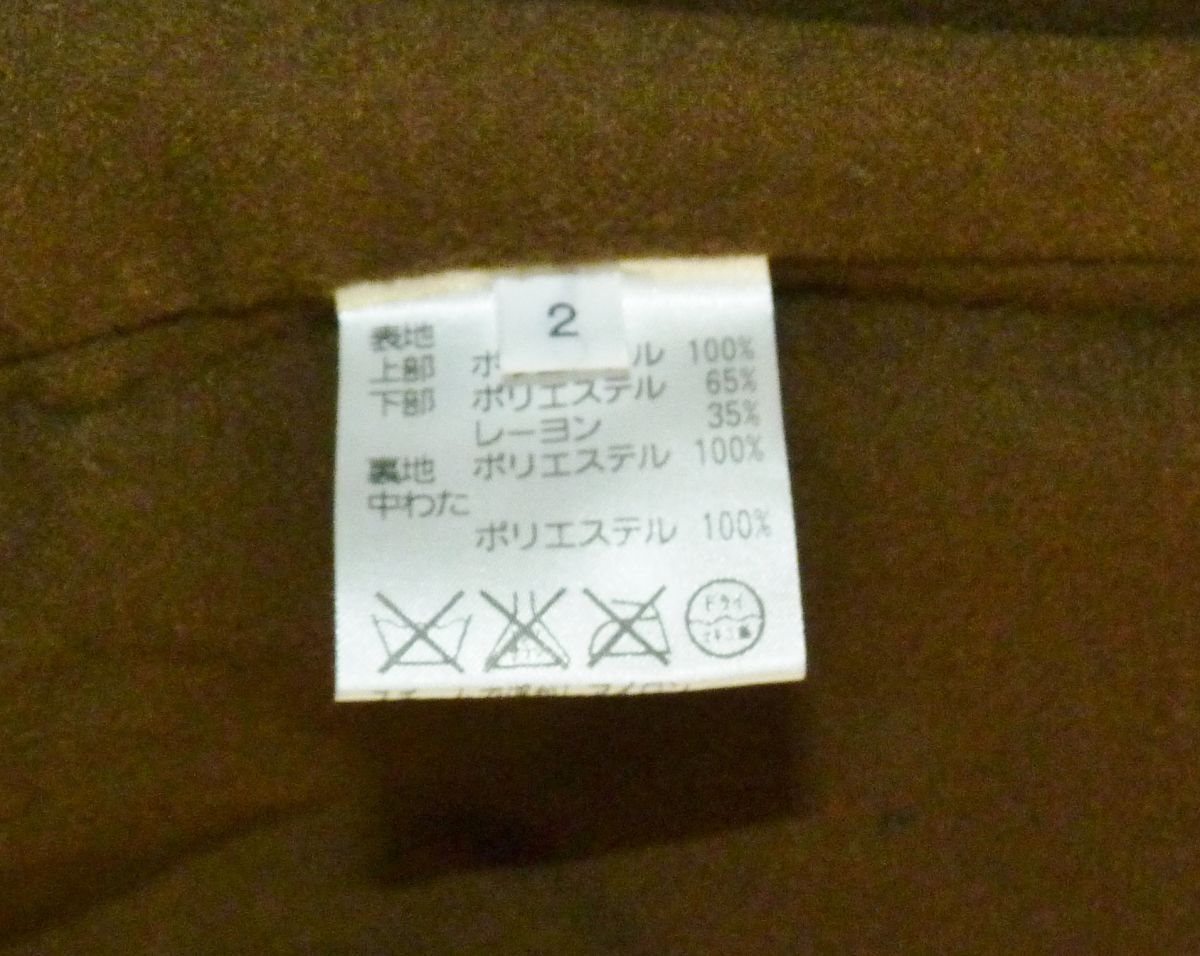 2
表地
上部 ポ ル 100%
下部 ポリエステル 65%
レーヨン 35%
裏地 ポリエステル 100%
中わた
ポリエステル 100%
ドライ